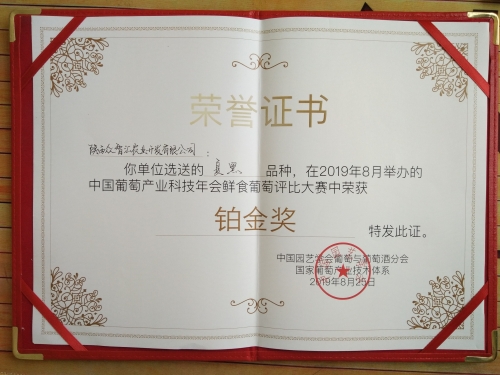 荣誉证书
陕西众智尔农业开发有限公司：
你单位选送的 夏黑 品种，在2019年8月举办的
中国葡萄产业科技年会鲜食葡萄评比大赛中荣获
铂金奖
特发此证。
中国园艺学会葡萄与葡萄酒分会
国家葡萄产业技术体系
2019年8月25日